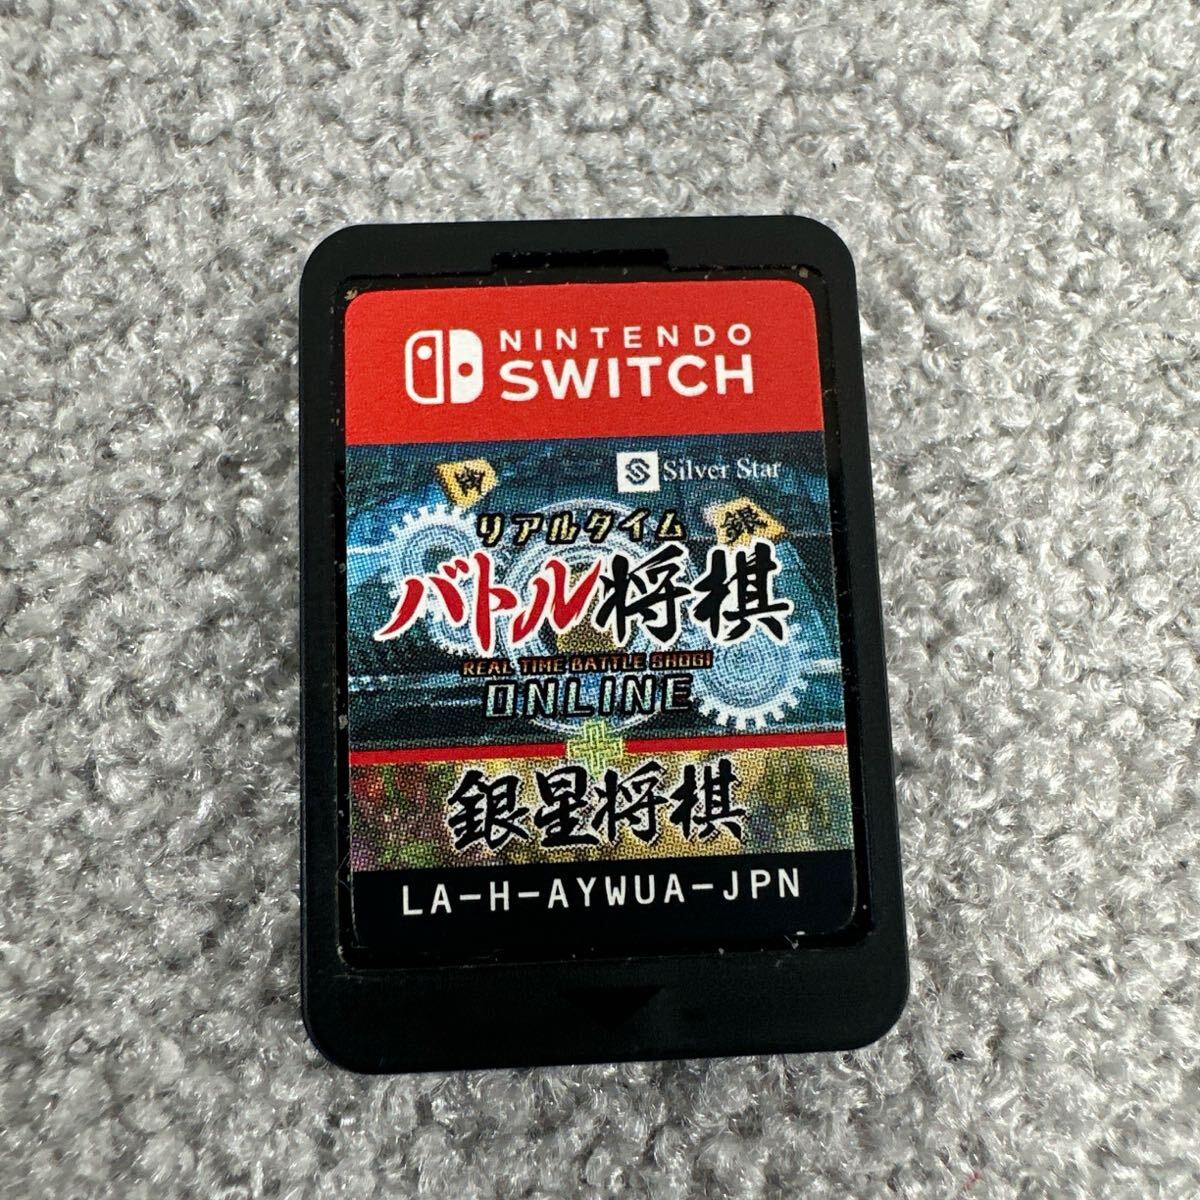 NINTENDO
SWITCH
Silver Star
銀
リアルタイム
バトル将棋
REAL TIME BATTLE SHOGI
ONLINE
+
銀星将棋
LA-H-AYWUA-JPN